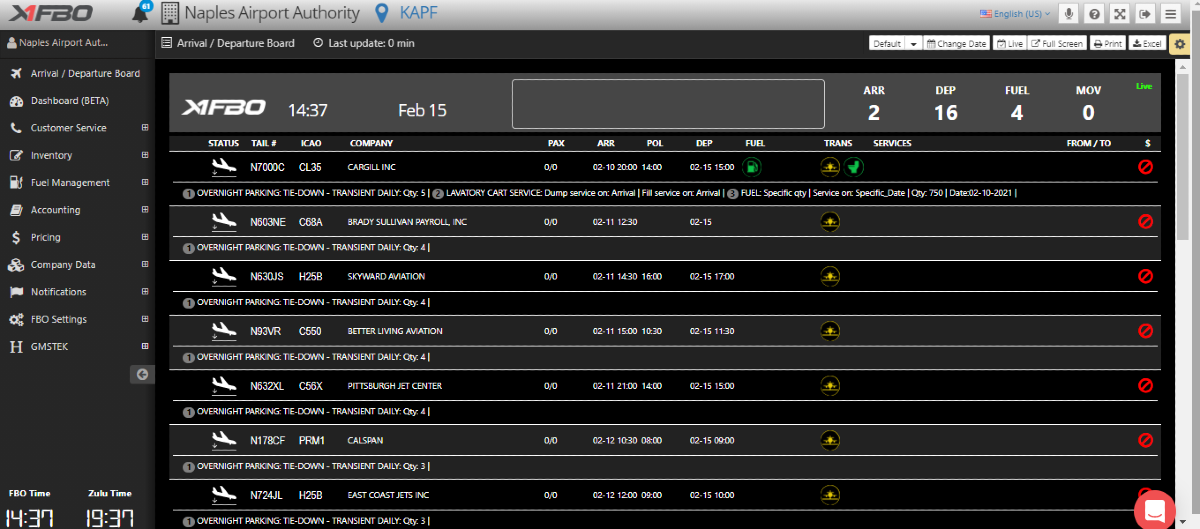 X1FBO 61 Naples Airport Authority KAPF English (US)
Naples Airport Aut... Arrival / Departure Board Last update: 0 min Default Change Date Live Full Screen Print Excel
Arrival / Departure Board
Dashboard (BETA)
Customer Service
Inventory
Fuel Management
Accounting
Pricing
Company Data
Notifications
FBO Settings
GMSTEK
FBO Time Zulu Time
14:37 19:37
X1FBO 14:37 Feb 15 ARR DEP FUEL MOV Live
2 16 4 0
STATUS TAIL # ICAO COMPANY PAX ARR POL DEP FUEL TRANS SERVICES FROM / TO $
N7000C CL35 CARGILL INC 0/0 02-10 20:00 14:00 02-15 15:00
1 OVERNIGHT PARKING: TIE-DOWN - TRANSIENT DAILY: Qty: 5 | 2 LAVATORY CART SERVICE: Dump service on: Arrival | Fill service on: Arrival | 3 FUEL: Specific qty | Service on: Specific_Date | Qty: 750 | Date:02-10-2021 |
N603NE C68A BRADY SULLIVAN PAYROLL, INC 0/0 02-11 12:30 02-15
1 OVERNIGHT PARKING: TIE-DOWN - TRANSIENT DAILY: Qty: 4 |
N630JS H25B SKYWARD AVIATION 0/0 02-11 14:30 16:00 02-15 17:00
1 OVERNIGHT PARKING: TIE-DOWN - TRANSIENT DAILY: Qty: 4 |
N93VR C550 BETTER LIVING AVIATION 0/0 02-11 15:00 10:30 02-15 11:30
1 OVERNIGHT PARKING: TIE-DOWN - TRANSIENT DAILY: Qty: 4 |
N632XL C56X PITTSBURGH JET CENTER 0/0 02-11 21:00 14:00 02-15 15:00
1 OVERNIGHT PARKING: TIE-DOWN - TRANSIENT DAILY: Qty: 4 |
N178CF PRM1 CALSPAN 0/0 02-12 10:30 08:00 02-15 09:00
1 OVERNIGHT PARKING: TIE-DOWN - TRANSIENT DAILY: Qty: 3 |
N724JL H25B EAST COAST JETS INC 0/0 02-12 12:00 09:00 02-15 10:00
1 OVERNIGHT PARKING: TIE-DOWN - TRANSIENT DAILY: Qty: 3 |